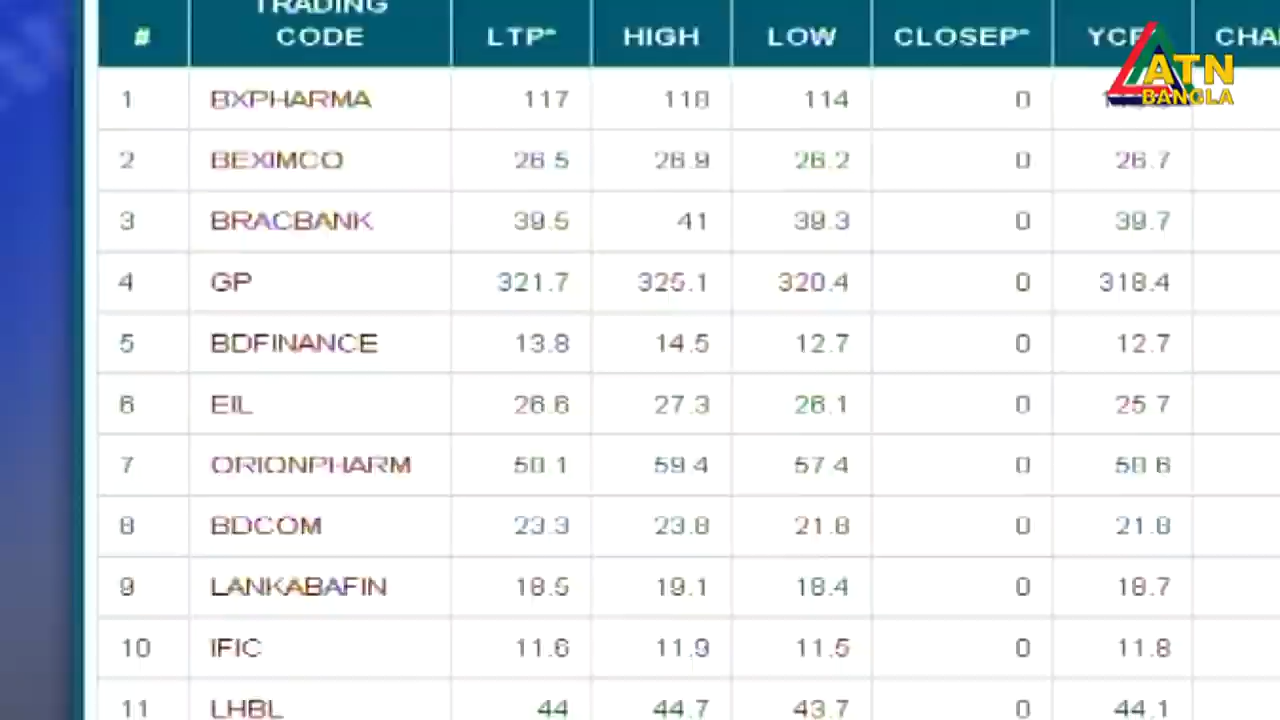 # TRADING CODE LTP* HIGH LOW CLOSEP* YCP CHA
ATN
BANGLA
1 BXPHARMA 117 118 114 0
2 BEXIMCO 26.5 26.9 26.2 0 26.7
3 BRACBANK 39.5 41 39.3 0 39.7
4 GP 321.7 325.1 320.4 0 318.4
5 BDFINANCE 13.8 14.5 12.7 0 12.7
6 EIL 26.6 27.3 26.1 0 25.7
7 ORIONPHARM 59.4 57.4 0
8 BDCOM 23.3 23.8 21.8 0 21.8
9 LANKABAFIN 18.5 19.1 18.4 0 18.7
10 IFIC 11.6 11.9 11.5 0 11.8
11 LHBL 44 44.7 43.7 0 44.1